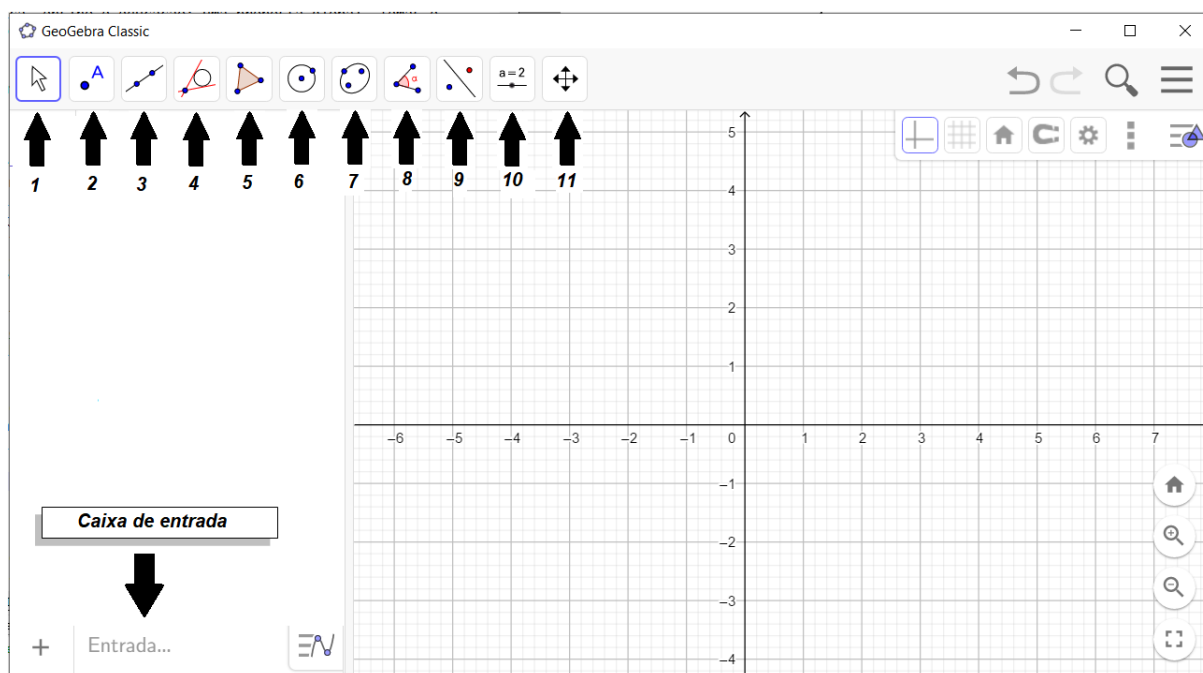 GeoGebra Classic
A
α
a=2
1 2 3 4 5 6 7 8 9 10 11
5
4
3
2
1
–6 –5 –4 –3 –2 –1 0 1 2 3 4 5 6 7
–1
Caixa de entrada
–2
–3
Entrada...
–4